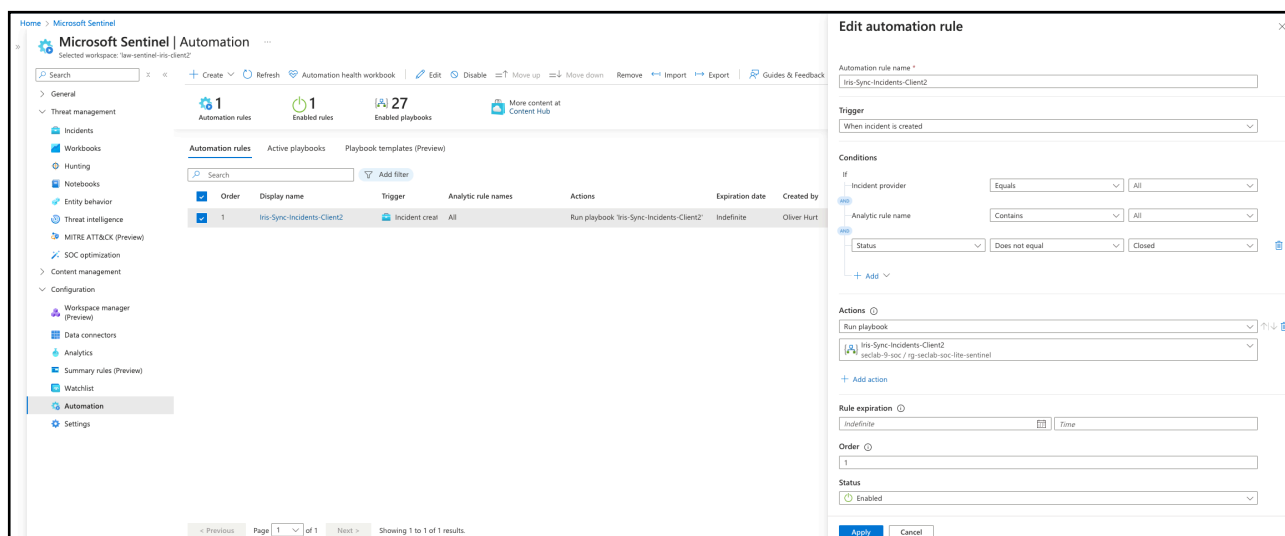 Home > Microsoft Sentinel
Microsoft Sentinel | Automation ...
Selected workspace: 'law-sentinel-iris-client2'
Search
General
Threat management
Incidents
Workbooks
Hunting
Notebooks
Entity behavior
Threat intelligence
MITRE ATT&CK (Preview)
SOC optimization
Content management
Configuration
Workspace manager
(Preview)
Data connectors
Analytics
Summary rules (Preview)
Watchlist
Automation
Settings
Create Refresh Automation health workbook Edit Disable Move up Move down Remove Import Export Guides & Feedback
1 Automation rules
1 Enabled rules
27 Enabled playbooks
More content at
Content Hub
Automation rules Active playbooks Playbook templates (Preview)
Search Add filter
Order Display name Trigger Analytic rule names Actions Expiration date Created by
1 Iris-Sync-Incidents-Client2 Incident creat All Run playbook 'Iris-Sync-Incidents-Client2' Indefinite Oliver Hurt
< Previous Page 1 of 1 Next > Showing 1 to 1 of 1 results.
Edit automation rule
Automation rule name *
Iris-Sync-Incidents-Client2
Trigger
When incident is created
Conditions
If
Incident provider Equals All
AND
Analytic rule name Contains All
AND
Status Does not equal Closed
+ Add
Actions
Run playbook
Iris-Sync-Incidents-Client2
seclab-9-soc / rg-seclab-soc-lite-sentinel
+ Add action
Rule expiration
Indefinite Time
Order
1
Status
Enabled
Apply Cancel